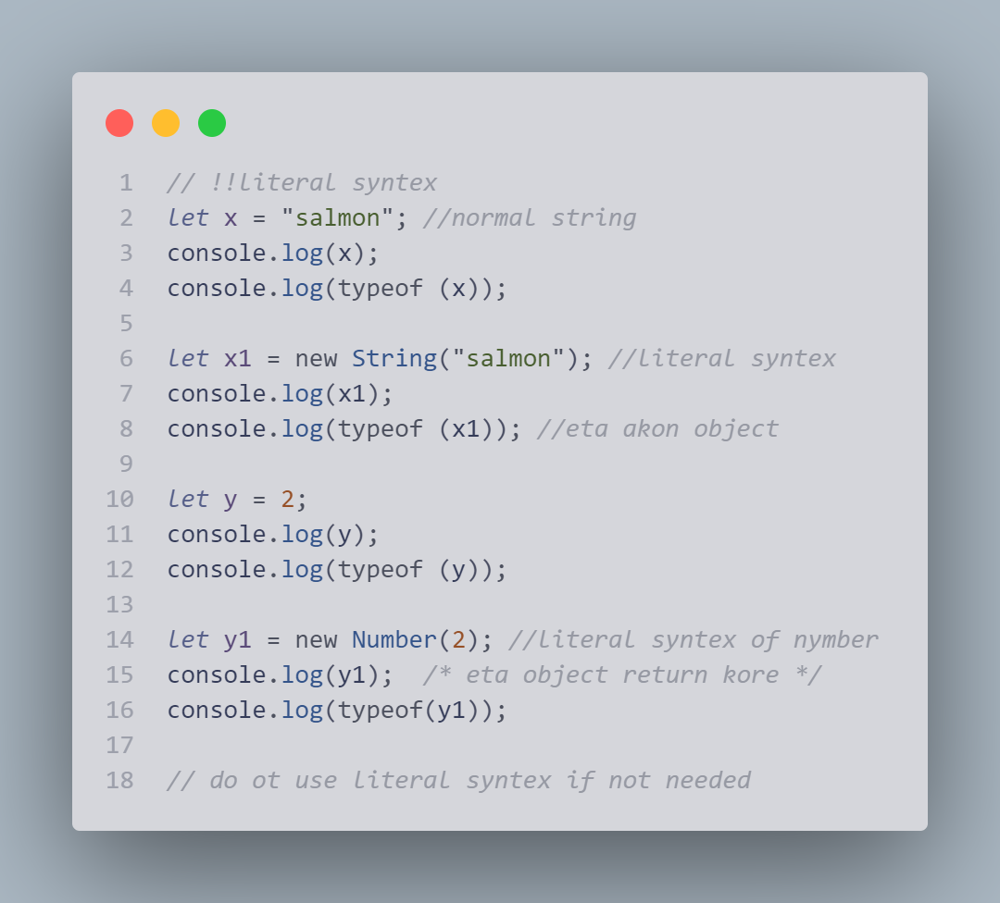 1 // !!literal syntex
2 let x = "salmon"; //normal string
3 console.log(x);
4 console.log(typeof (x));
5
6 let x1 = new String("salmon"); //literal syntex
7 console.log(x1);
8 console.log(typeof (x1)); //eta akon object
9
10 let y = 2;
11 console.log(y);
12 console.log(typeof (y));
13
14 let y1 = new Number(2); //literal syntex of nymber
15 console.log(y1);  /* eta object return kore */
16 console.log(typeof(y1));
17
18 // do ot use literal syntex if not needed